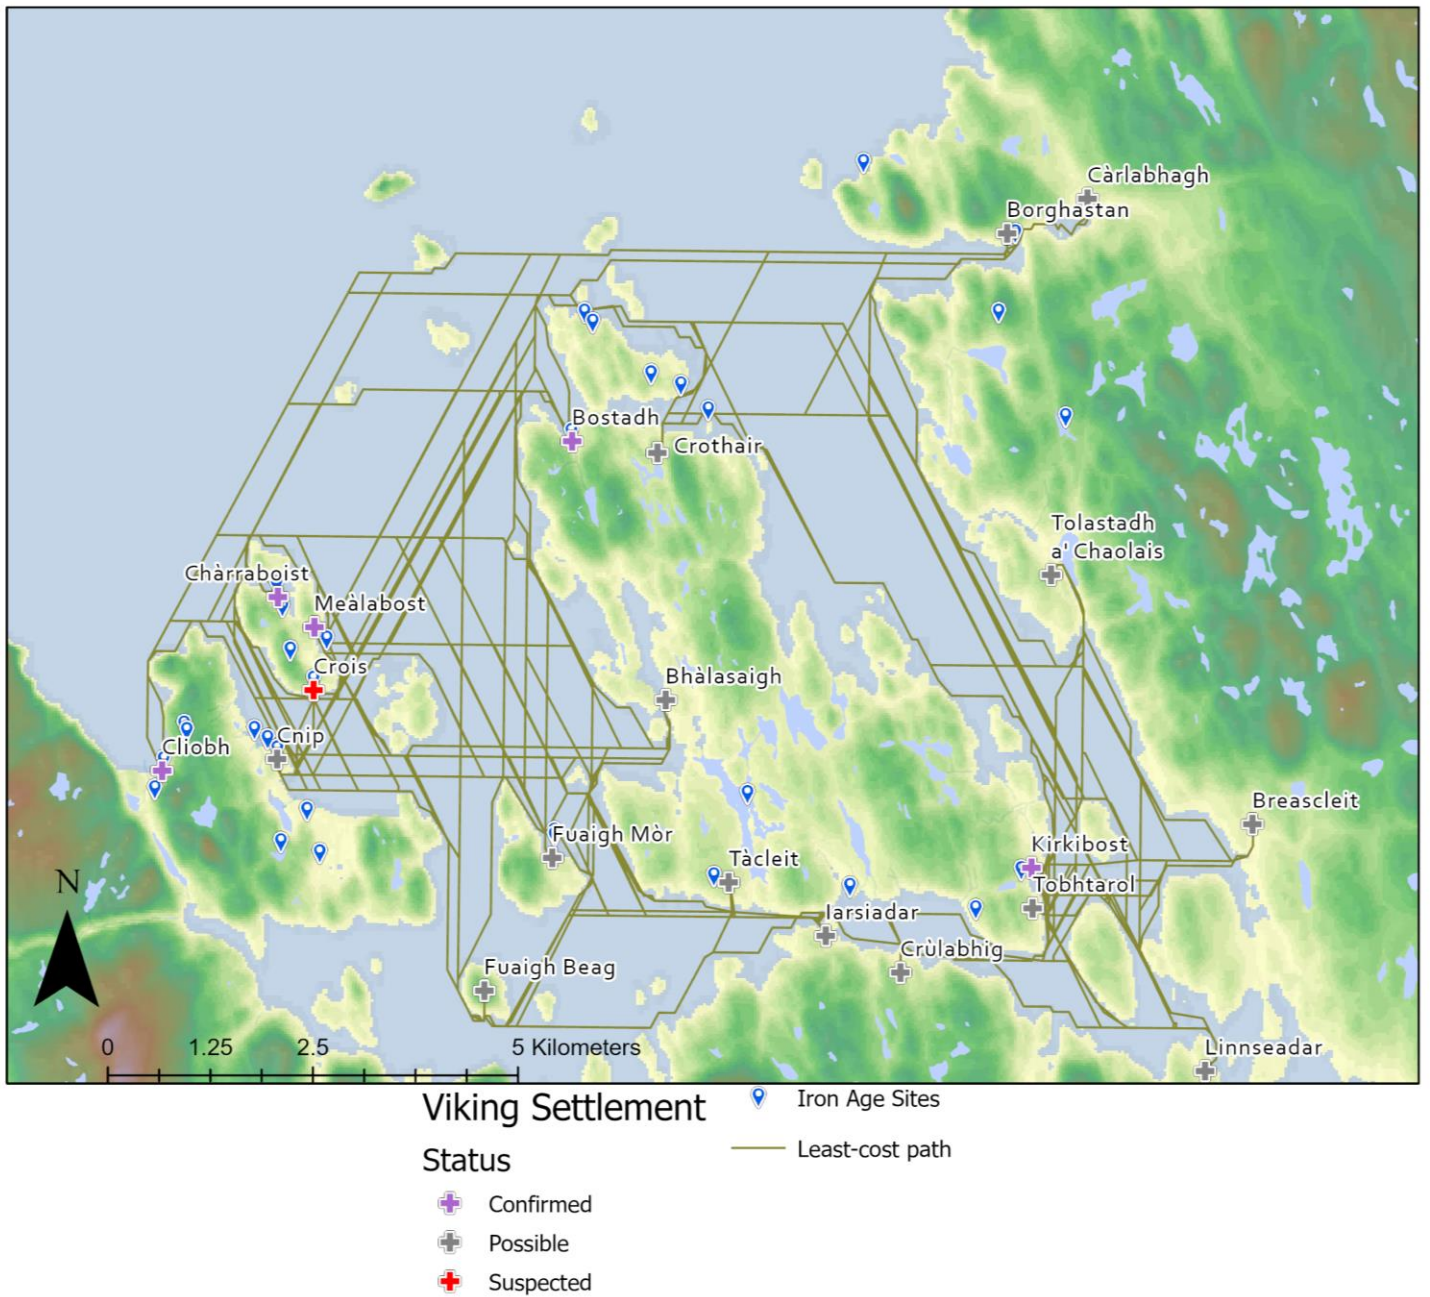 Càrlabhagh
Borghastan
Bostadh
Crothair
Tolastadh
a' Chaolais
Chàrraboist
Meàlabost
Crois
Bhàlasaigh
Cnip
Cliobh
Breascleit
Fuaigh Mòr
Kirkibost
Tàcleit
Tobhtarol
N
Iarsiadar
Crùlabhig
Fuaigh Beag
0 1.25 2.5 5 Kilometers
Linnseadar
Viking Settlement
Status
Confirmed
Possible
Suspected
Iron Age Sites
Least-cost path